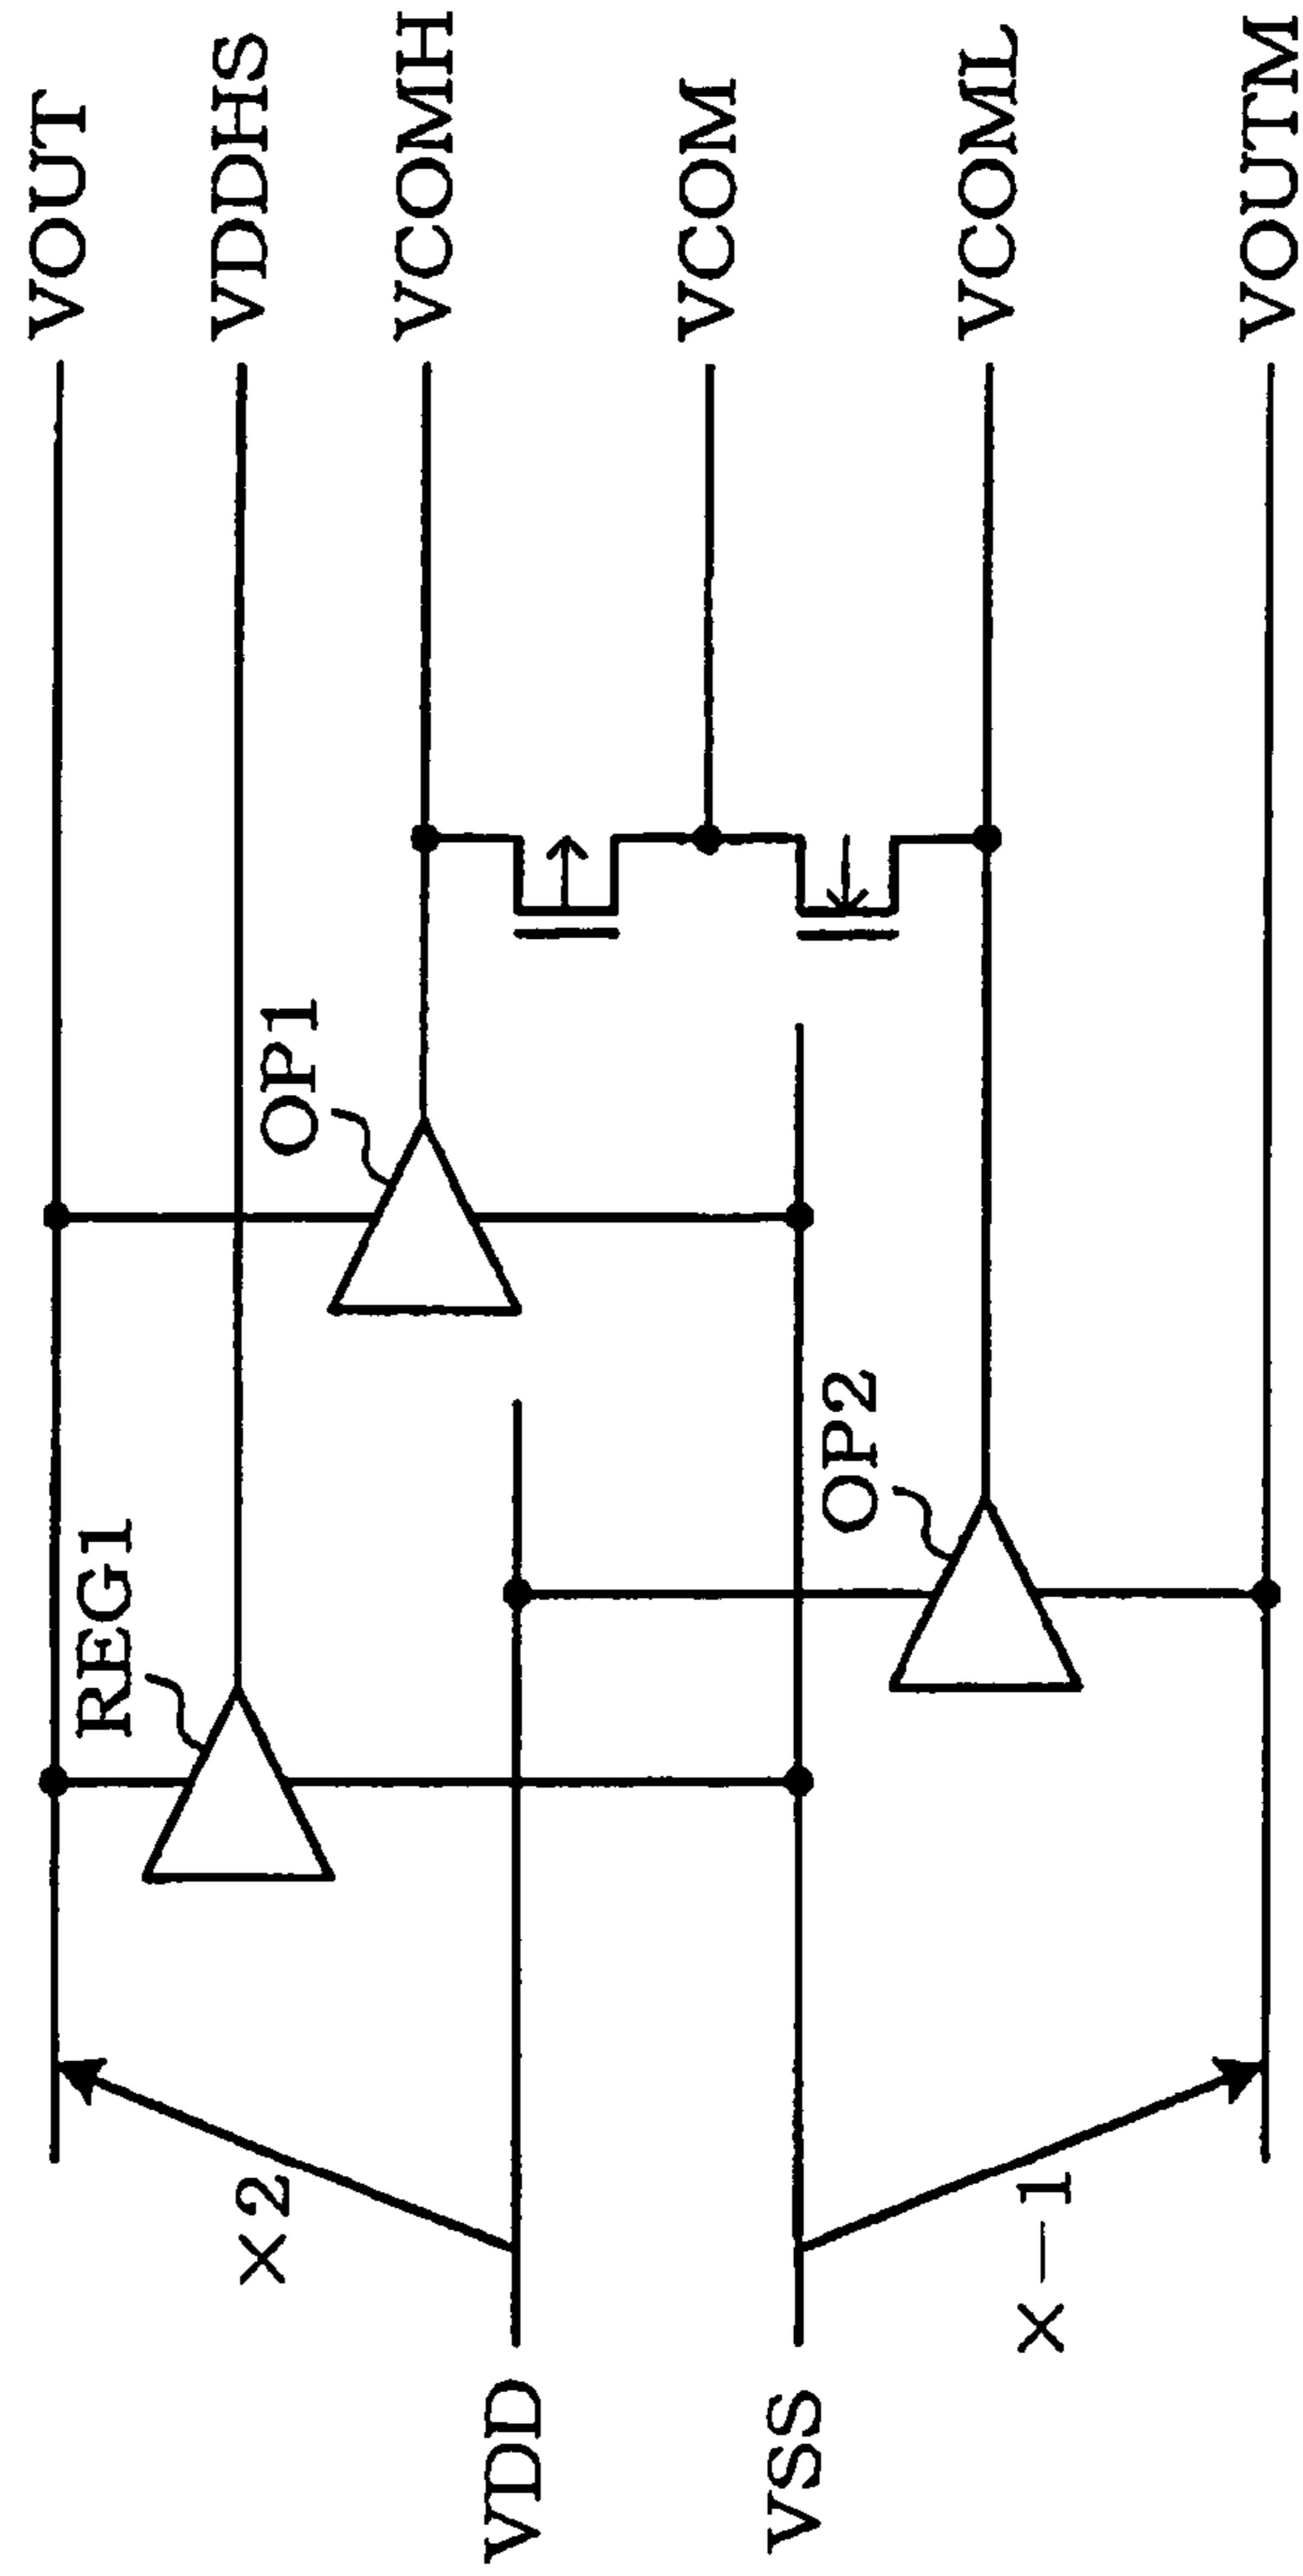 VOUT
VDDHS
VCOMH
VCOM
VCOML
VOUTM
OP1
OP2
REG1
×2
×−1
VDD
VSS